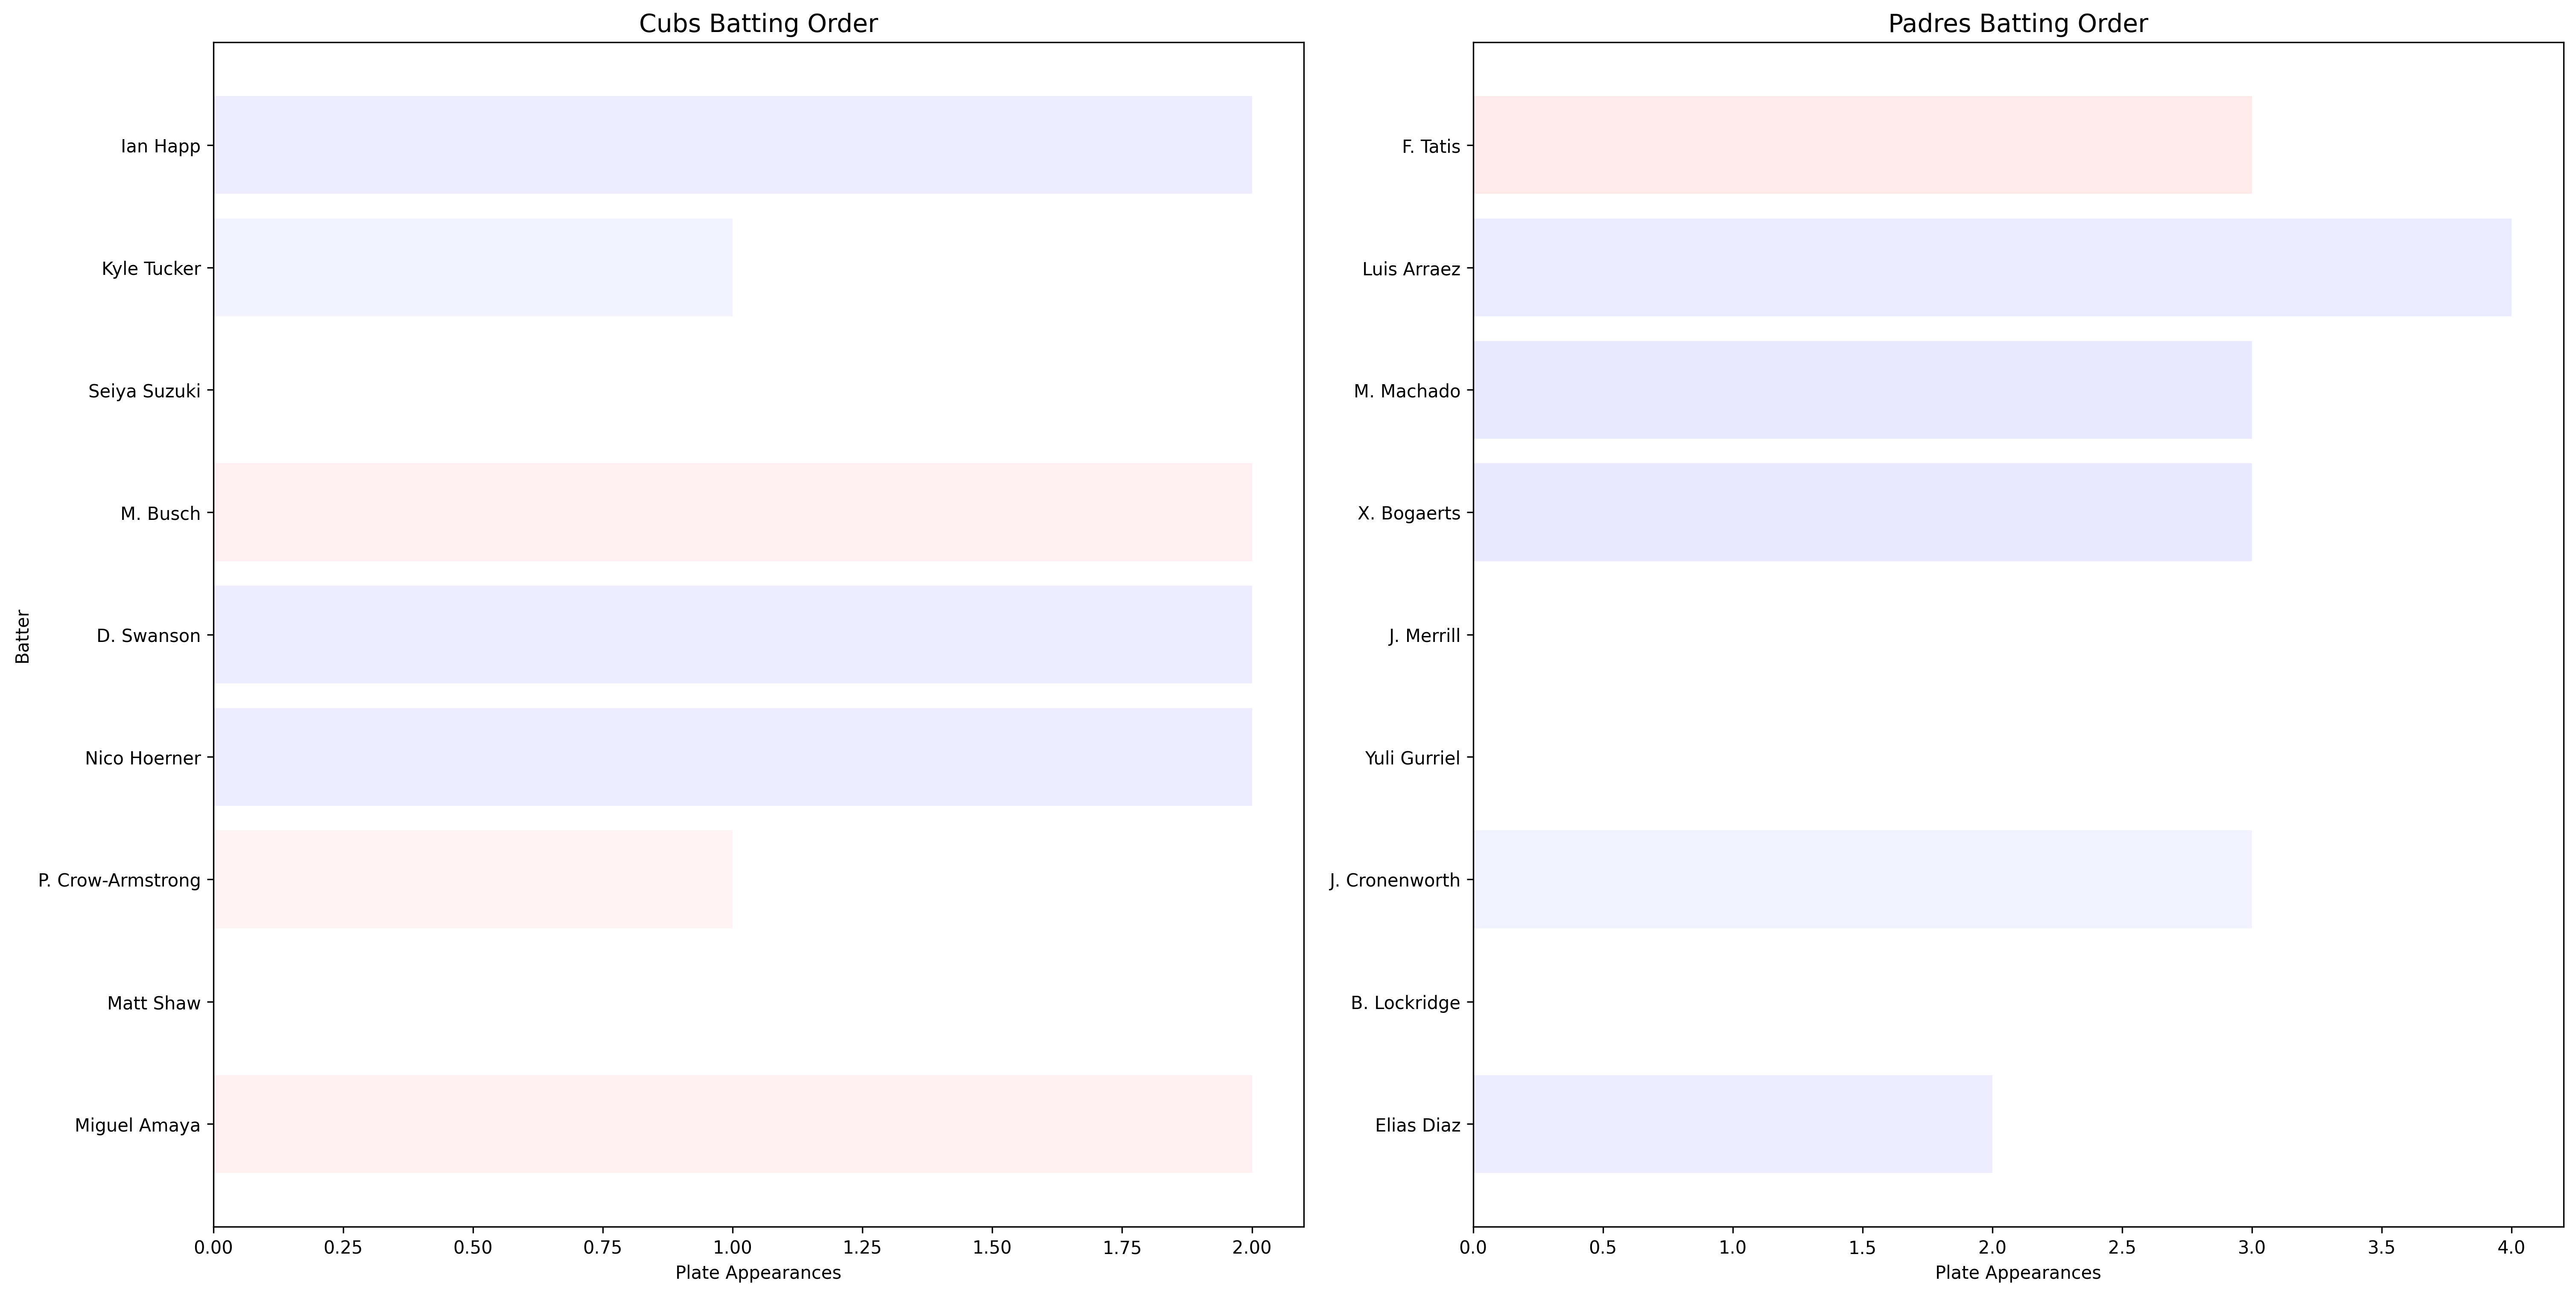 Cubs Batting Order
Batter
Ian Happ
Kyle Tucker
Seiya Suzuki
M. Busch
D. Swanson
Nico Hoerner
P. Crow-Armstrong
Matt Shaw
Miguel Amaya
0.00 0.25 0.50 0.75 1.00 1.25 1.50 1.75 2.00
Plate Appearances
Padres Batting Order
F. Tatis
Luis Arraez
M. Machado
X. Bogaerts
J. Merrill
Yuli Gurriel
J. Cronenworth
B. Lockridge
Elias Diaz
0.0 0.5 1.0 1.5 2.0 2.5 3.0 3.5 4.0
Plate Appearances